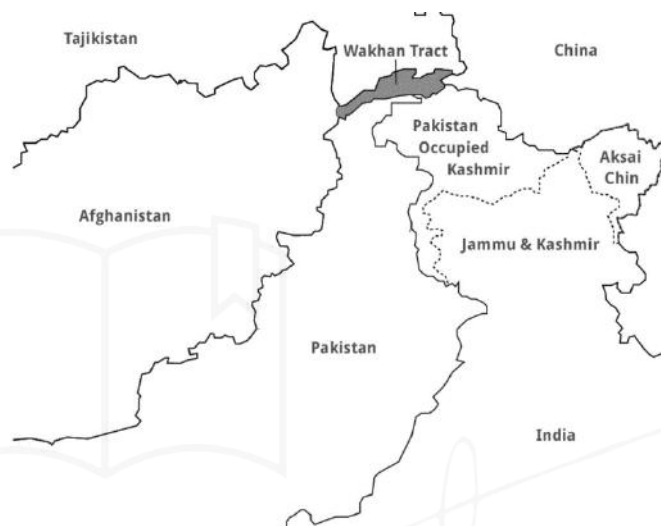 Tajikistan
Wakhan Tract
China
Pakistan
Occupied
Kashmir
Aksai
Chin
Afghanistan
Jammu & Kashmir
Pakistan
India